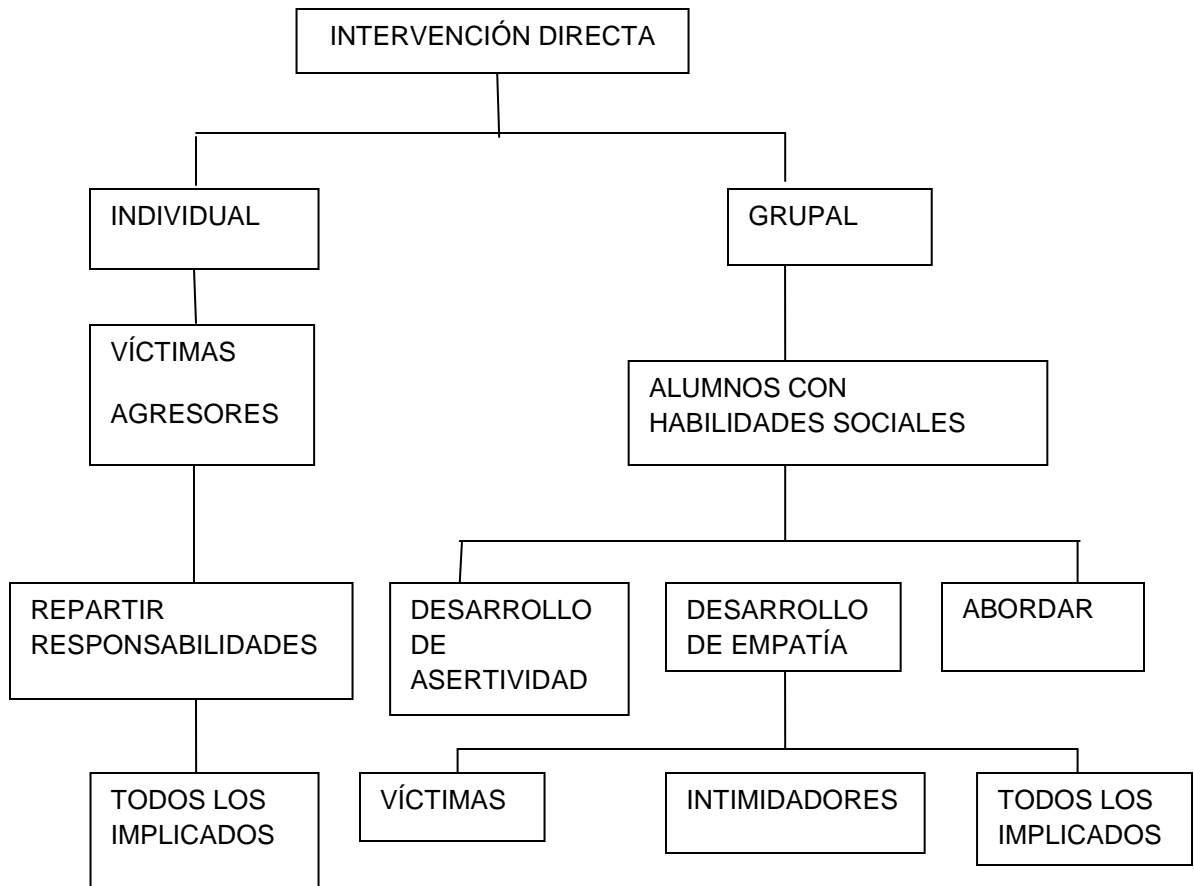 INTERVENCIÓN DIRECTA
INDIVIDUAL
GRUPAL
VÍCTIMAS
AGRESORES
ALUMNOS CON
HABILIDADES SOCIALES
REPARTIR
RESPONSABILIDADES
DESARROLLO
DE
ASERTIVIDAD
DESARROLLO
DE EMPATÍA
ABORDAR
TODOS LOS
IMPLICADOS
VÍCTIMAS
INTIMIDADORES
TODOS LOS
IMPLICADOS